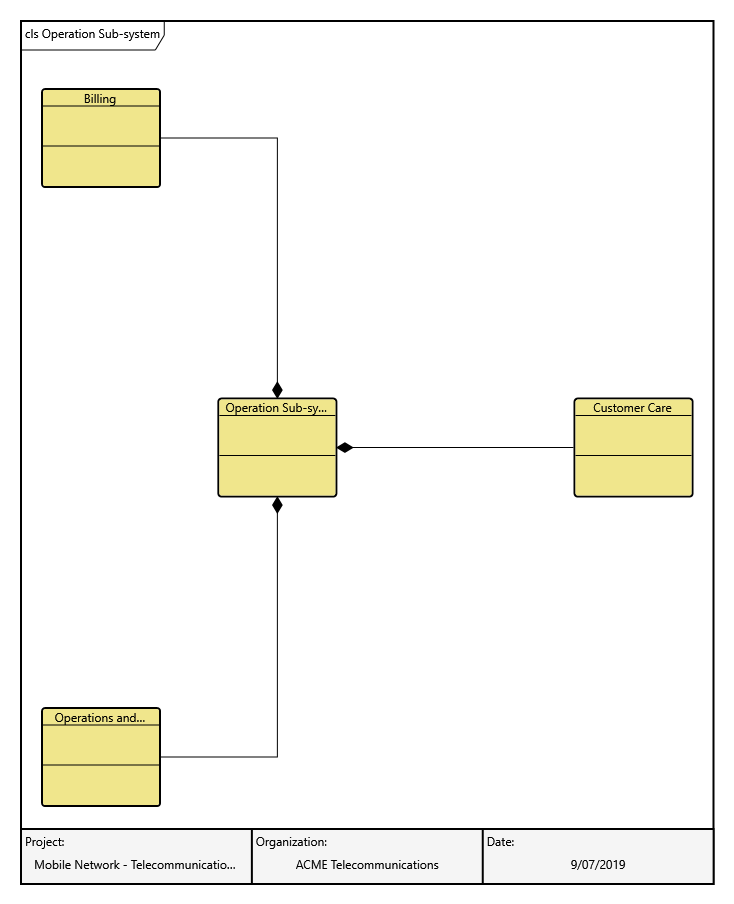 cls Operation Sub-system
Billing
Operation Sub-sy...
Customer Care
Operations and...
Project:
Mobile Network - Telecommunicatio...
Organization:
ACME Telecommunications
Date:
9/07/2019